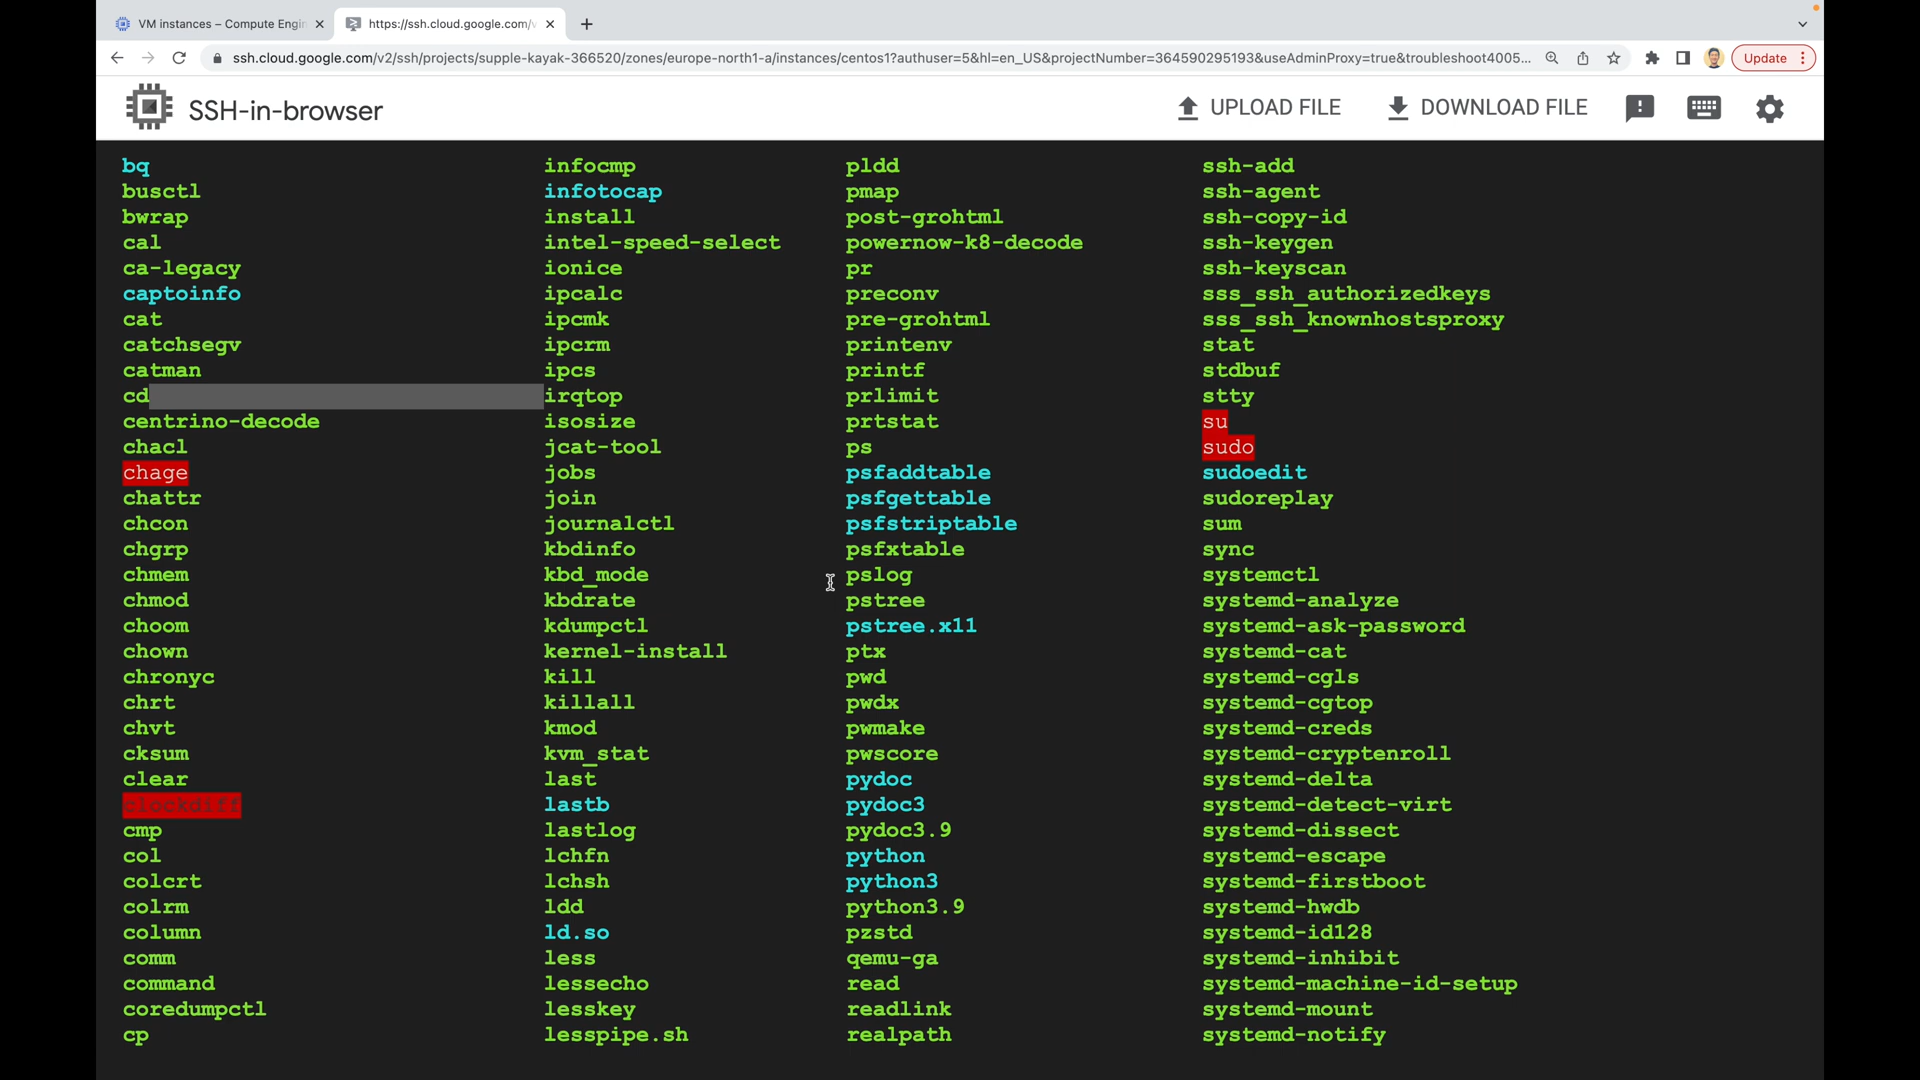 VM instances – Compute Engin
https://ssh.cloud.google.com/v
ssh.cloud.google.com/v2/ssh/projects/supple-kayak-366520/zones/europe-north1-a/instances/centos1?authuser=5&hl=en_US&projectNumber=364590295193&useAdminProxy=true&troubleshoot4005...
Update
SSH-in-browser
UPLOAD FILE
DOWNLOAD FILE
bq infocmp pldd ssh-add
busctl infotocap pmap ssh-agent
bwrap install post-grohtml ssh-copy-id
cal intel-speed-select powernow-k8-decode ssh-keygen
ca-legacy ionice pr ssh-keyscan
captoinfo ipcalc preconv sss_ssh_authorizedkeys
cat ipcmk pre-grohtml sss_ssh_knownhostsproxy
catchsegv ipcrm printenv stat
catman ipcs printf stdbuf
cd irqtop prlimit stty
centrino-decode isosize prtstat su
chacl jcat-tool ps sudo
chage jobs psfaddtable sudoedit
chattr join psfgettable sudoreplay
chcon journalctl psfstriptable sum
chgrp kbdinfo psfxtable sync
chmem kbd_mode pslog systemctl
chmod kbdrate pstree systemd-analyze
choom kdumpctl pstree.x11 systemd-ask-password
chown kernel-install ptx systemd-cat
chronyc kill pwd systemd-cgls
chrt killall pwdx systemd-cgtop
chvt kmod pwmake systemd-creds
cksum kvm_stat pwscore systemd-cryptenroll
clear last pydoc systemd-delta
clockdiff lastb pydoc3 systemd-detect-virt
cmp lastlog pydoc3.9 systemd-dissect
col lchfn python systemd-escape
colcrt lchsh python3 systemd-firstboot
colrm ldd python3.9 systemd-hwdb
column ld.so pzstd systemd-id128
comm less qemu-ga systemd-inhibit
command lessecho read systemd-machine-id-setup
coredumpctl lesskey readlink systemd-mount
cp lesspipe.sh realpath systemd-notify